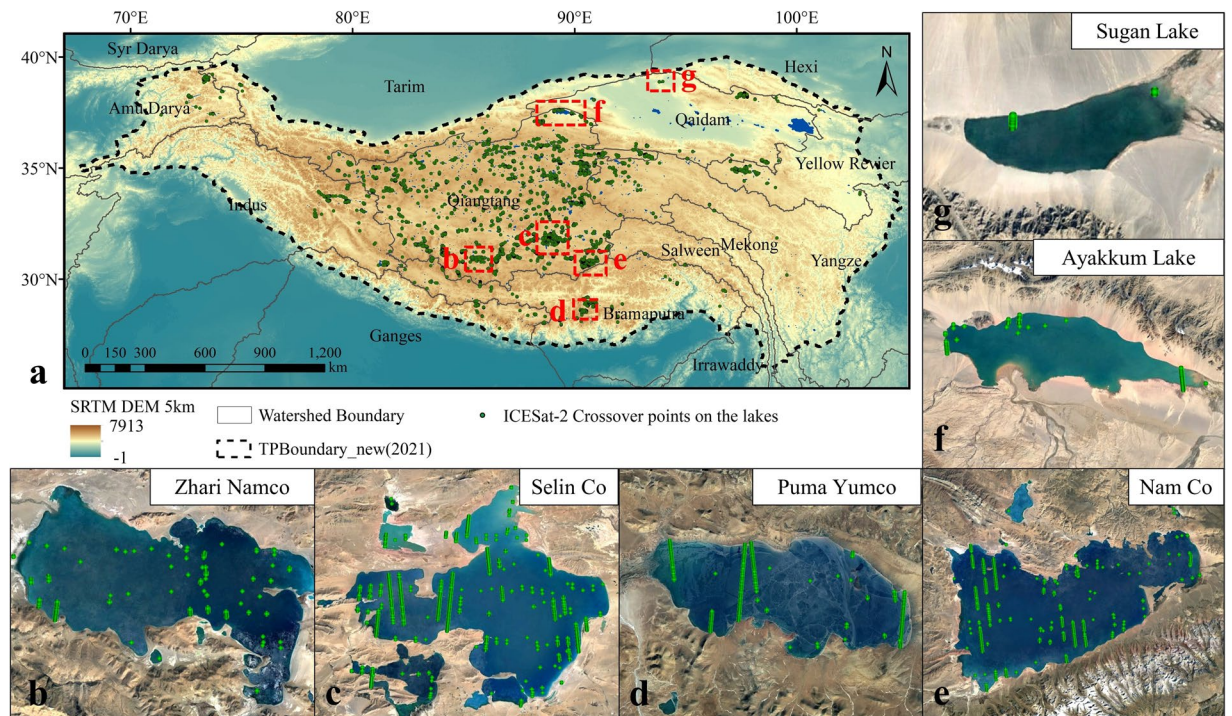 70°E
80°E
90°E
100°E
40°N
35°N
30°N
Syr Darya
Amu Darya
Tarim
Hexi
N
g
f
Qaidam
Yellow Revier
Indus
Qiangtang
c
b
e
Salween
Mekong
Yangze
d
Bramaputra
Ganges
Irrawaddy
0 150 300 600 900 1,200
km
a
SRTM DEM 5km
7913
-1
Watershed Boundary
TPBoundary_new(2021)
ICESat-2 Crossover points on the lakes
Sugan Lake
g
Ayakkum Lake
f
Zhari Namco
b
Selin Co
c
Puma Yumco
d
Nam Co
e